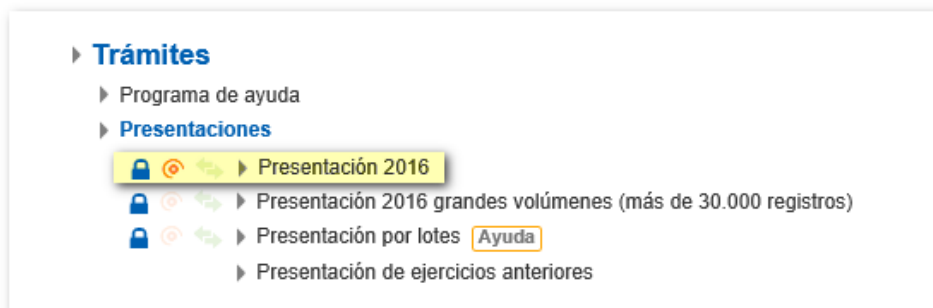 Trámites
Programa de ayuda
Presentaciones
Presentación 2016
Presentación 2016 grandes volúmenes (más de 30.000 registros)
Presentación por lotes Ayuda
Presentación de ejercicios anteriores